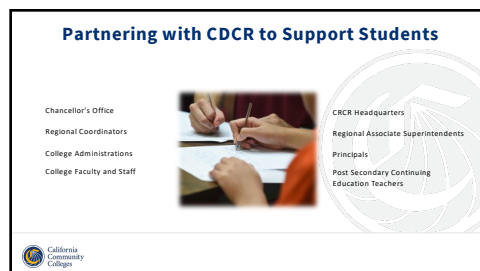 Partnering with CDCR to Support Students
Chancellor's Office
Regional Coordinators
College Administrations
College Faculty and Staff
CRCR Headquarters
Regional Associate Superintendents
Principals
Post Secondary Continuing
Education Teachers
California
Community
Colleges